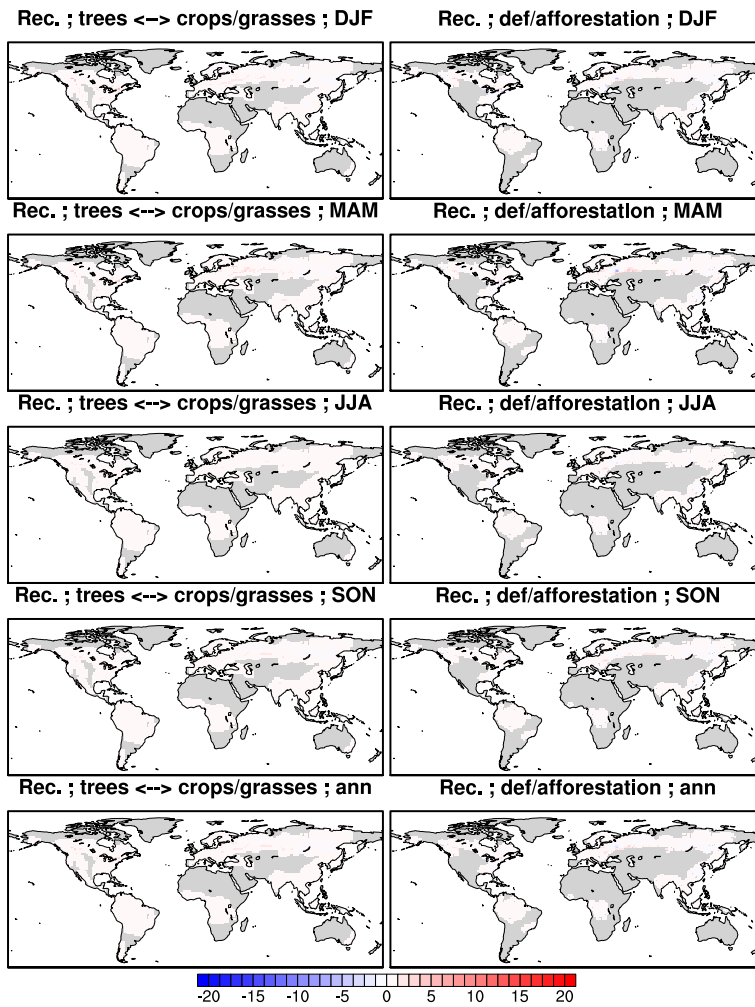 Rec. ; trees <--> crops/grasses ; DJF
Rec. ; def/afforestation ; DJF
Rec. ; trees <--> crops/grasses ; MAM
Rec. ; def/afforestation ; MAM
Rec. ; trees <--> crops/grasses ; JJA
Rec. ; def/afforestation ; JJA
Rec. ; trees <--> crops/grasses ; SON
Rec. ; def/afforestation ; SON
Rec. ; trees <--> crops/grasses ; ann
Rec. ; def/afforestation ; ann
-20 -15 -10 -5 0 5 10 15 20